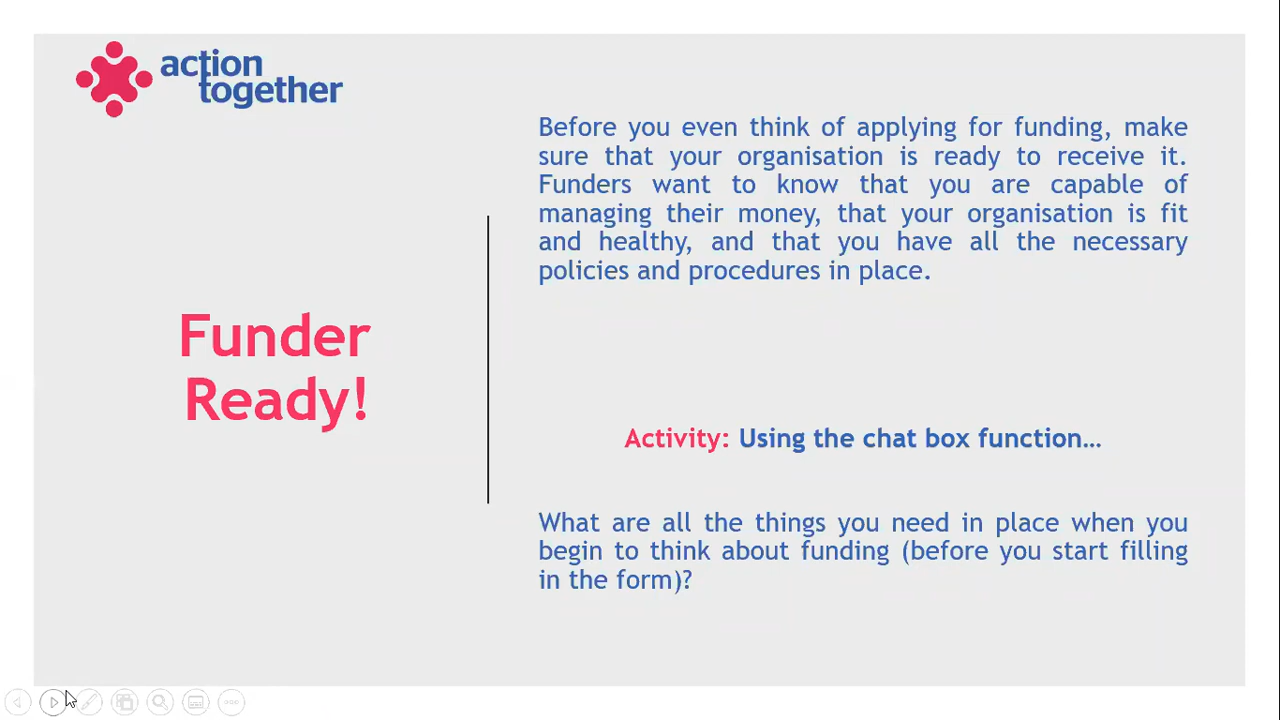 action
together
Before you even think of applying for funding, make
sure that your organisation is ready to receive it.
Funders want to know that you are capable of
managing their money, that your organisation is fit
and healthy, and that you have all the necessary
policies and procedures in place.
Funder
Ready!
Activity: Using the chat box function…
What are all the things you need in place when you
begin to think about funding (before you start filling
in the form)?